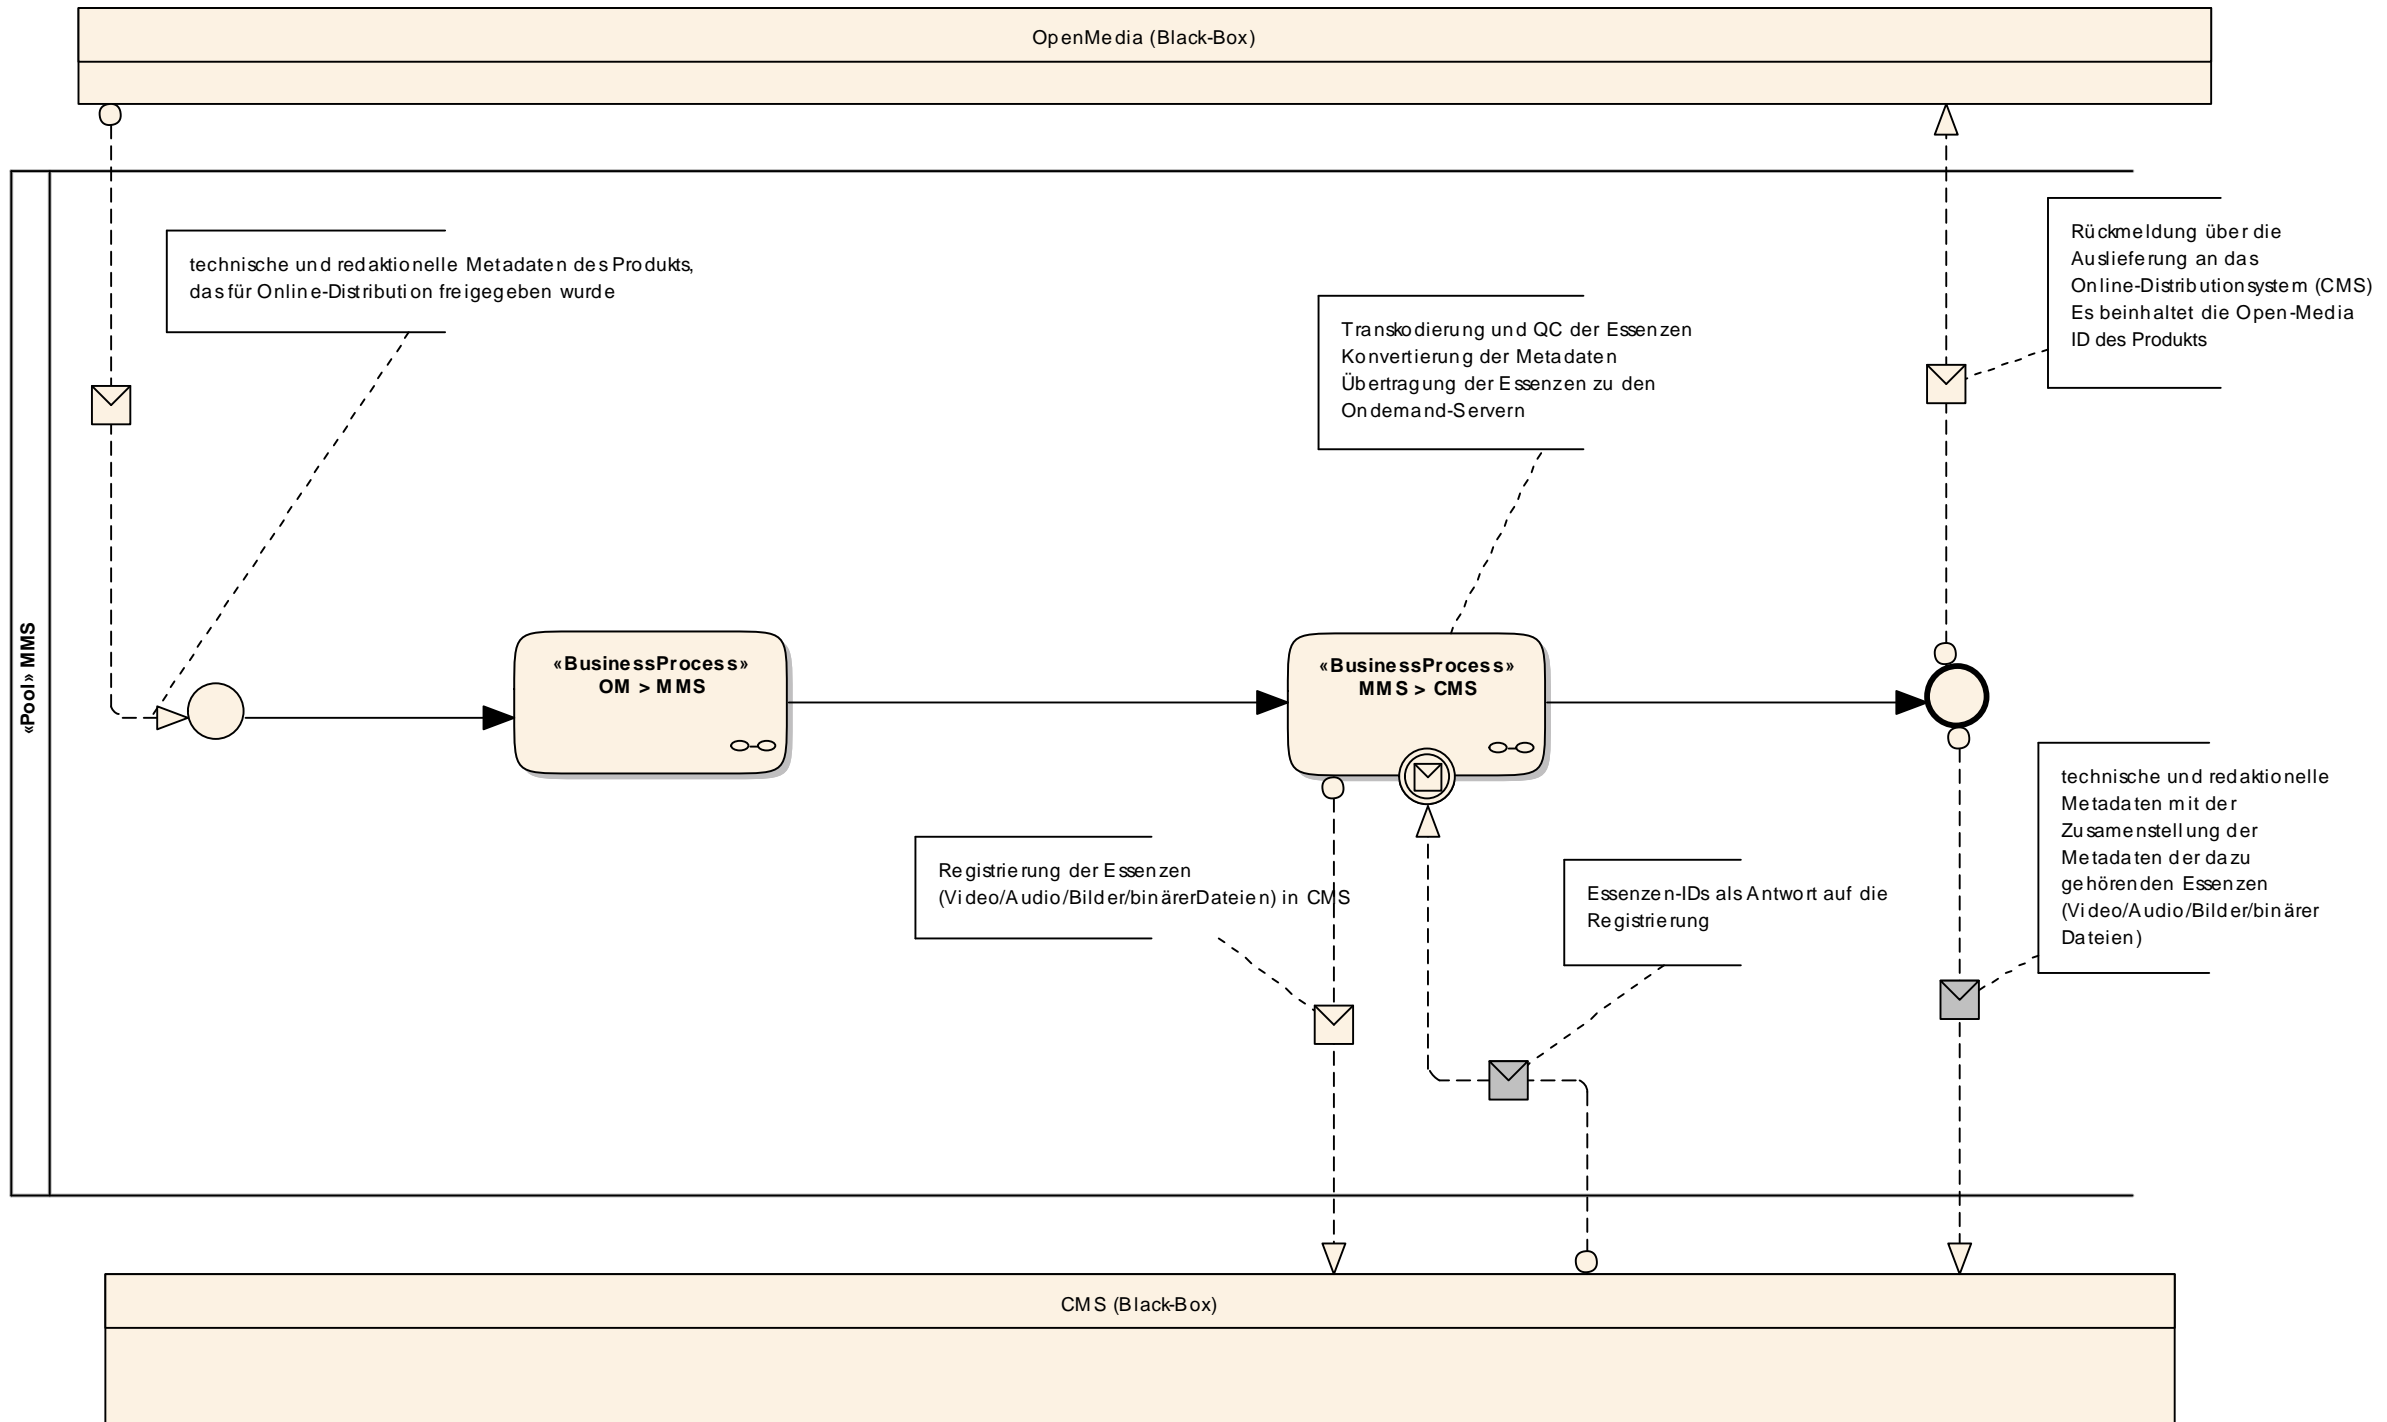 OpenMedia (Black-Box)
technische und redaktionelle Metadaten des Produkts,
das für Online-Distribution freigegeben wurde
Rückmeldung über die
Auslieferung an das
Online-Distributionsystem (CMS)
Es beinhaltet die Open-Media
ID des Produkts
Transkodierung und QC der Essenzen
Konvertierung der Metadaten
Übertragung der Essenzen zu den
Ondemand-Servern
«Pool» MMS
«BusinessProcess»
OM > MMS
«BusinessProcess»
MMS > CMS
technische und redaktionelle
Metadaten mit der
Zusamenstellung der
Metadaten der dazu
gehörenden Essenzen
(Video/Audio/Bilder/binärer
Dateien)
Registrierung der Essenzen
(Video/Audio/Bilder/binärerDateien) in CMS
Essenzen-IDs als Antwort auf die
Registrierung
CMS (Black-Box)